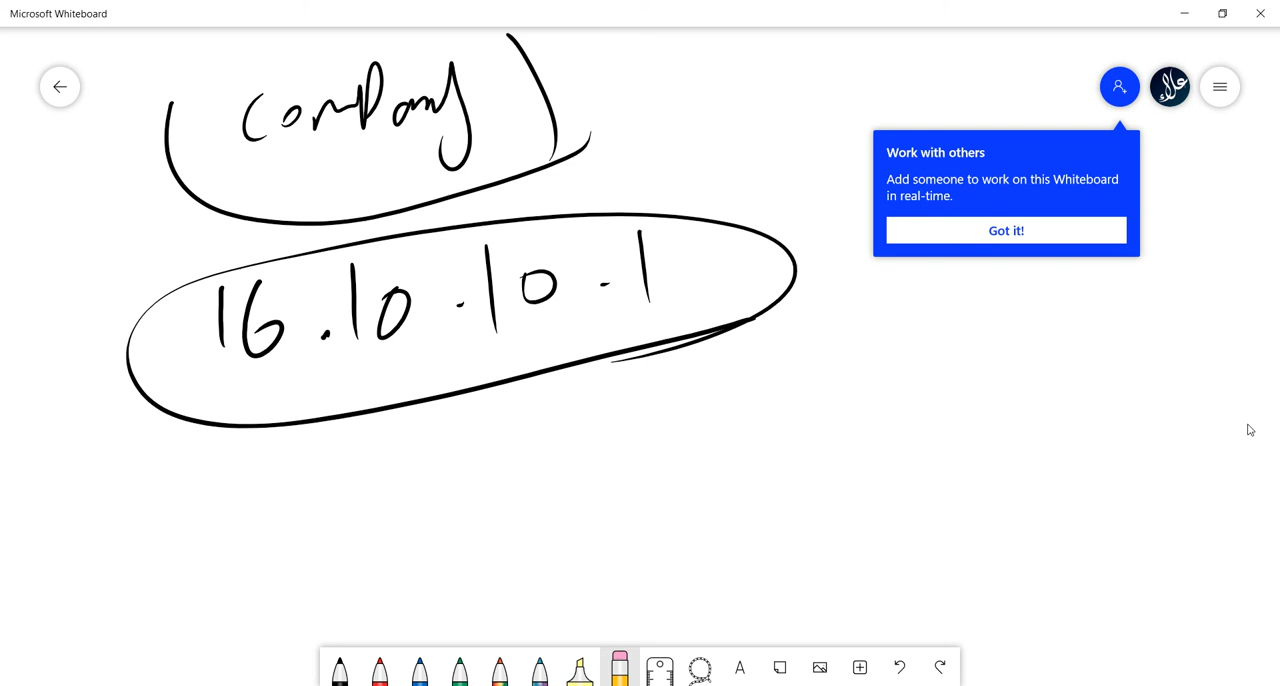 Microsoft Whiteboard
company
علاء
Work with others
Add someone to work on this Whiteboard
in real-time.
Got it!
16.10.10.1
A